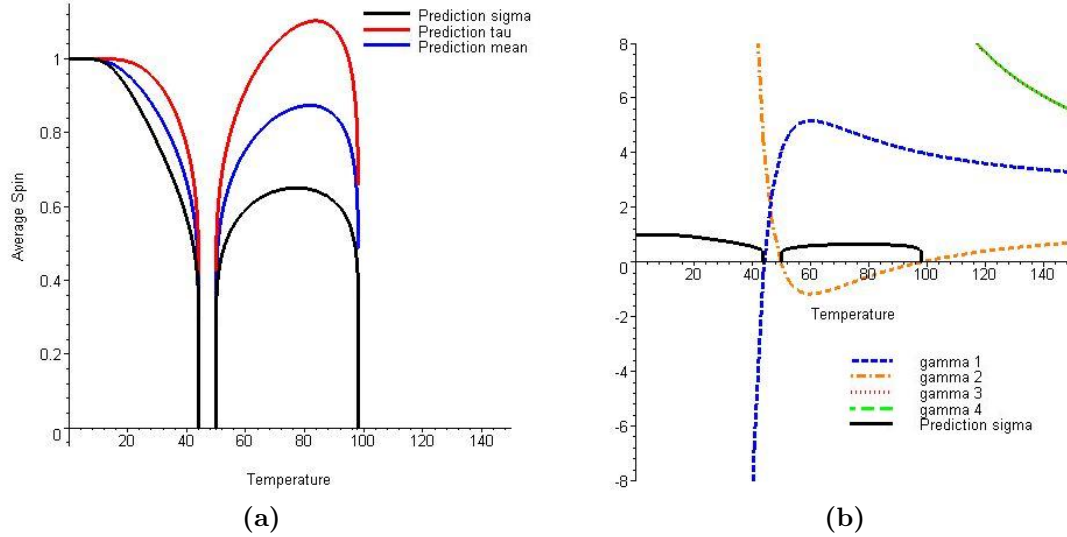 Prediction sigma
Prediction tau
Prediction mean
1
0.8
0.6
0.4
0.2
0
Average Spin
20 40 60 80 100 120 140
Temperature
(a)
8
6
4
2
0
-2
-4
-6
-8
20 40 60 80 100 120 140
Temperature
gamma 1
gamma 2
gamma 3
gamma 4
Prediction sigma
(b)